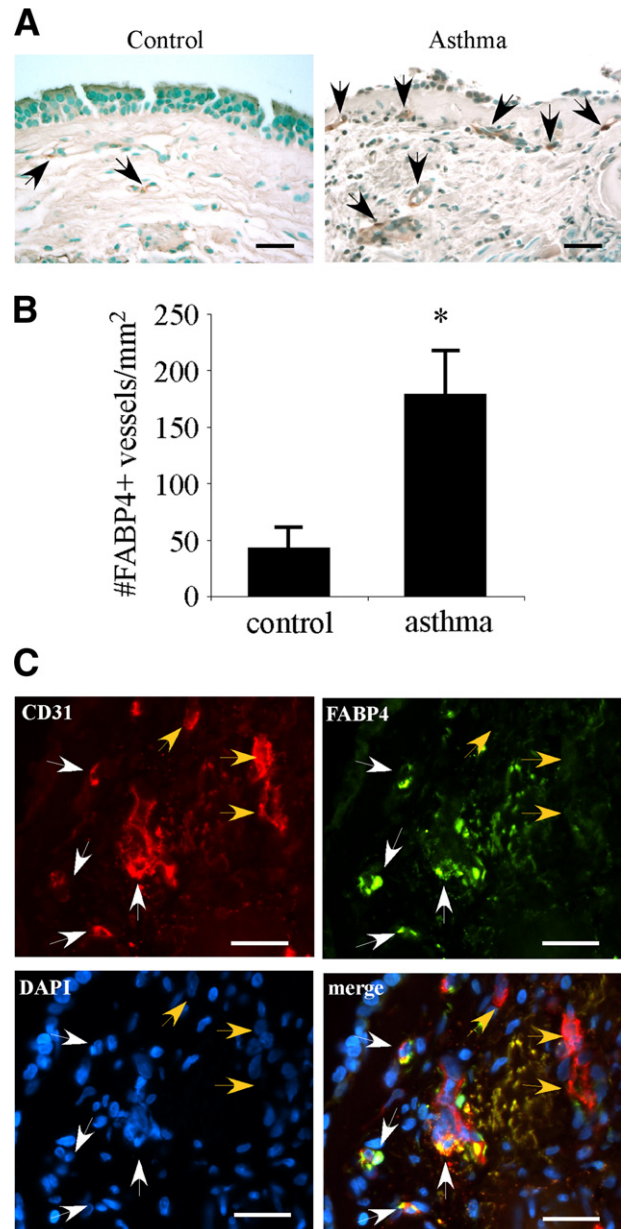 A
Control
Asthma
B
#FABP4+ vessels/mm²
250
200
150
100
50
0
*
control
asthma
C
CD31
FABP4
DAPI
merge